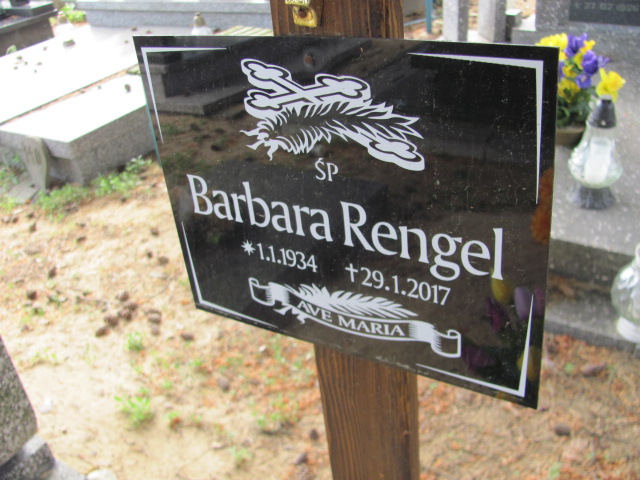 ŚP
Barbara Rengel
*1.1.1934 †29.1.2017
AVE MARIA